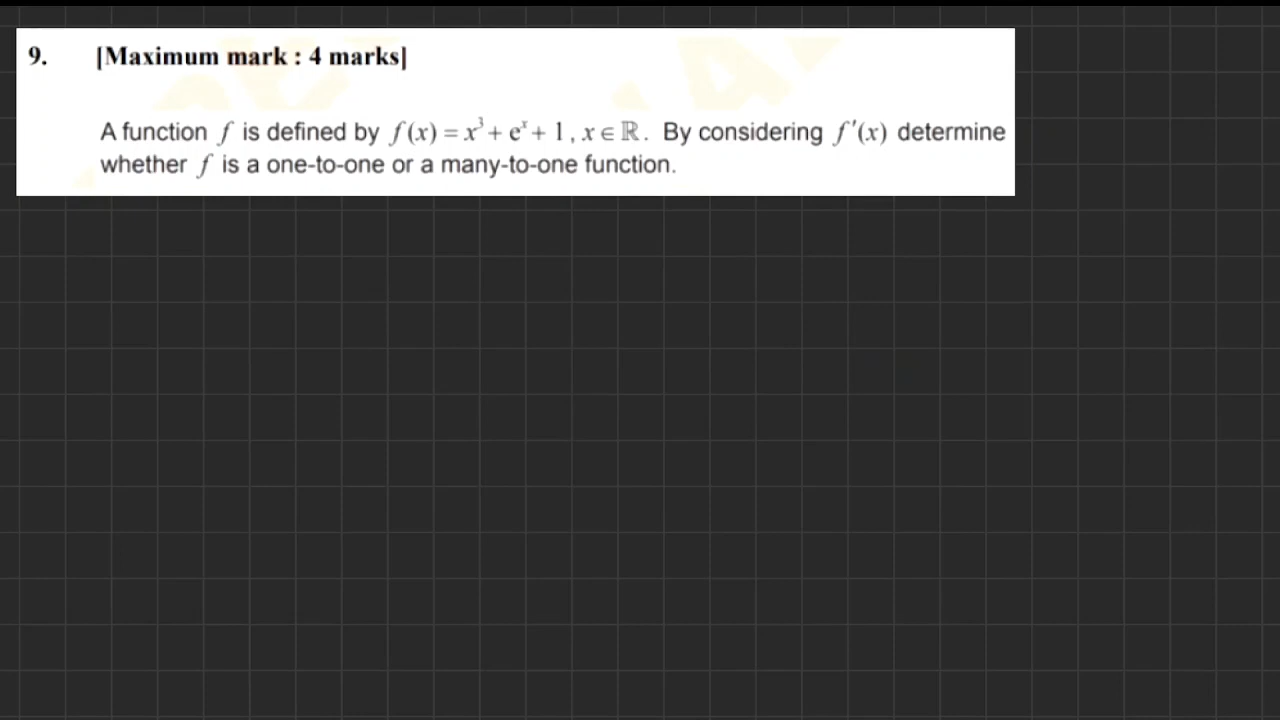 9. [Maximum mark : 4 marks]
A function f is defined by f(x) = x³ + eˣ + 1, x ∈ ℝ. By considering f′(x) determine
whether f is a one-to-one or a many-to-one function.